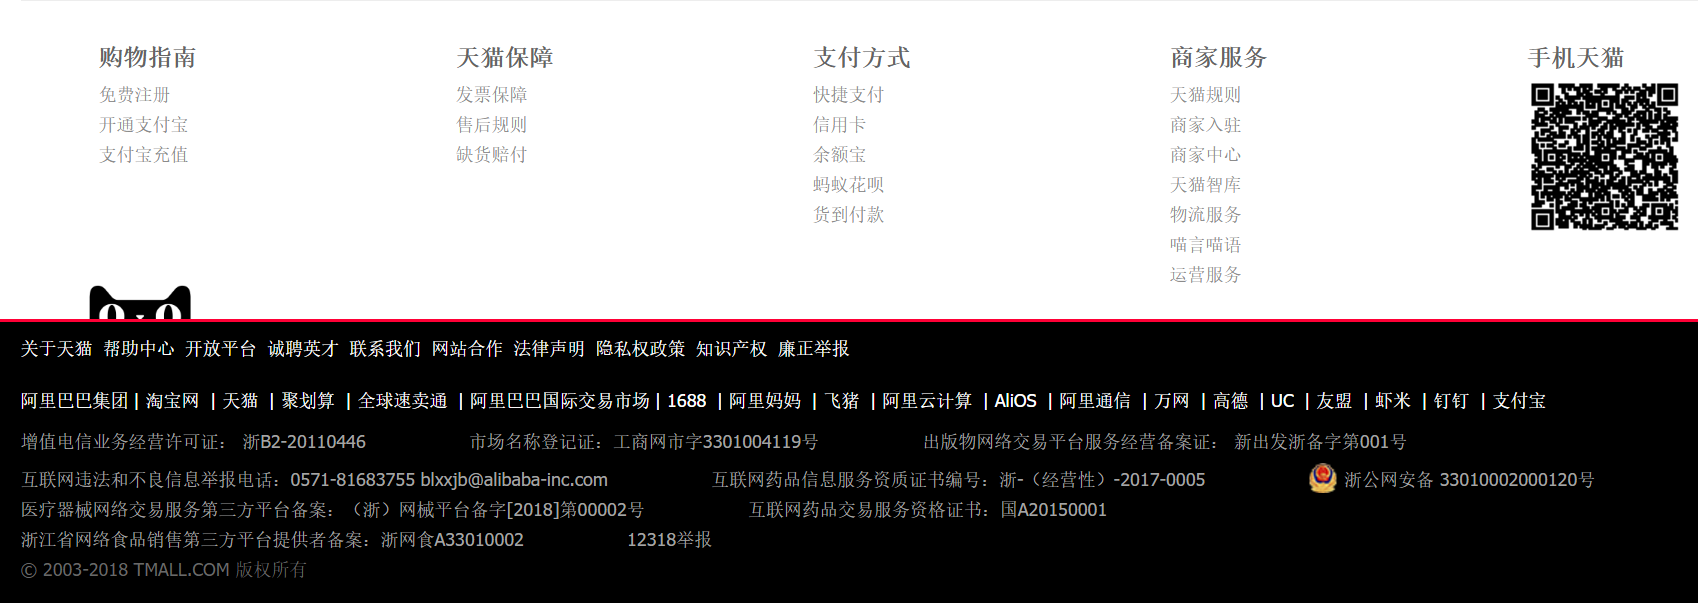 购物指南
免费注册
开通支付宝
支付宝充值
天猫保障
发票保障
售后规则
缺货赔付
支付方式
快捷支付
信用卡
余额宝
蚂蚁花呗
货到付款
商家服务
天猫规则
商家入驻
商家中心
天猫智库
物流服务
喵言喵语
运营服务
手机天猫
关于天猫 帮助中心 开放平台 诚聘英才 联系我们 网站合作 法律声明 隐私权政策 知识产权 廉正举报
阿里巴巴集团 | 淘宝网 | 天猫 | 聚划算 | 全球速卖通 | 阿里巴巴国际交易市场 | 1688 | 阿里妈妈 | 飞猪 | 阿里云计算 | AliOS | 阿里通信 | 万网 | 高德 | UC | 友盟 | 虾米 | 钉钉 | 支付宝
增值电信业务经营许可证： 浙B2-20110446 市场名称登记证：工商网市字3301004119号 出版物网络交易平台服务经营备案证： 新出发浙备字第001号
互联网违法和不良信息举报电话：0571-81683755 blxxjb@alibaba-inc.com 互联网药品信息服务资质证书编号：浙-（经营性）-2017-0005 浙公网安备 33010002000120号
医疗器械网络交易服务第三方平台备案：（浙）网械平台备字[2018]第00002号 互联网药品交易服务资格证书：国A20150001
浙江省网络食品销售第三方平台提供者备案：浙网食A33010002 12318举报
© 2003-2018 TMALL.COM 版权所有